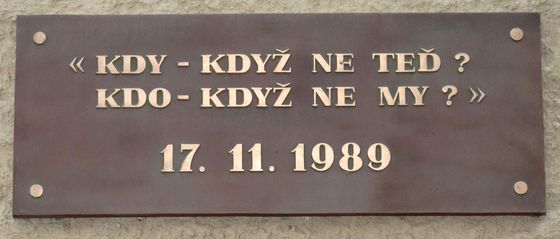 « KDY - KDYŽ NE TEĎ ?
KDO - KDYŽ NE MY ? »
17. 11. 1989